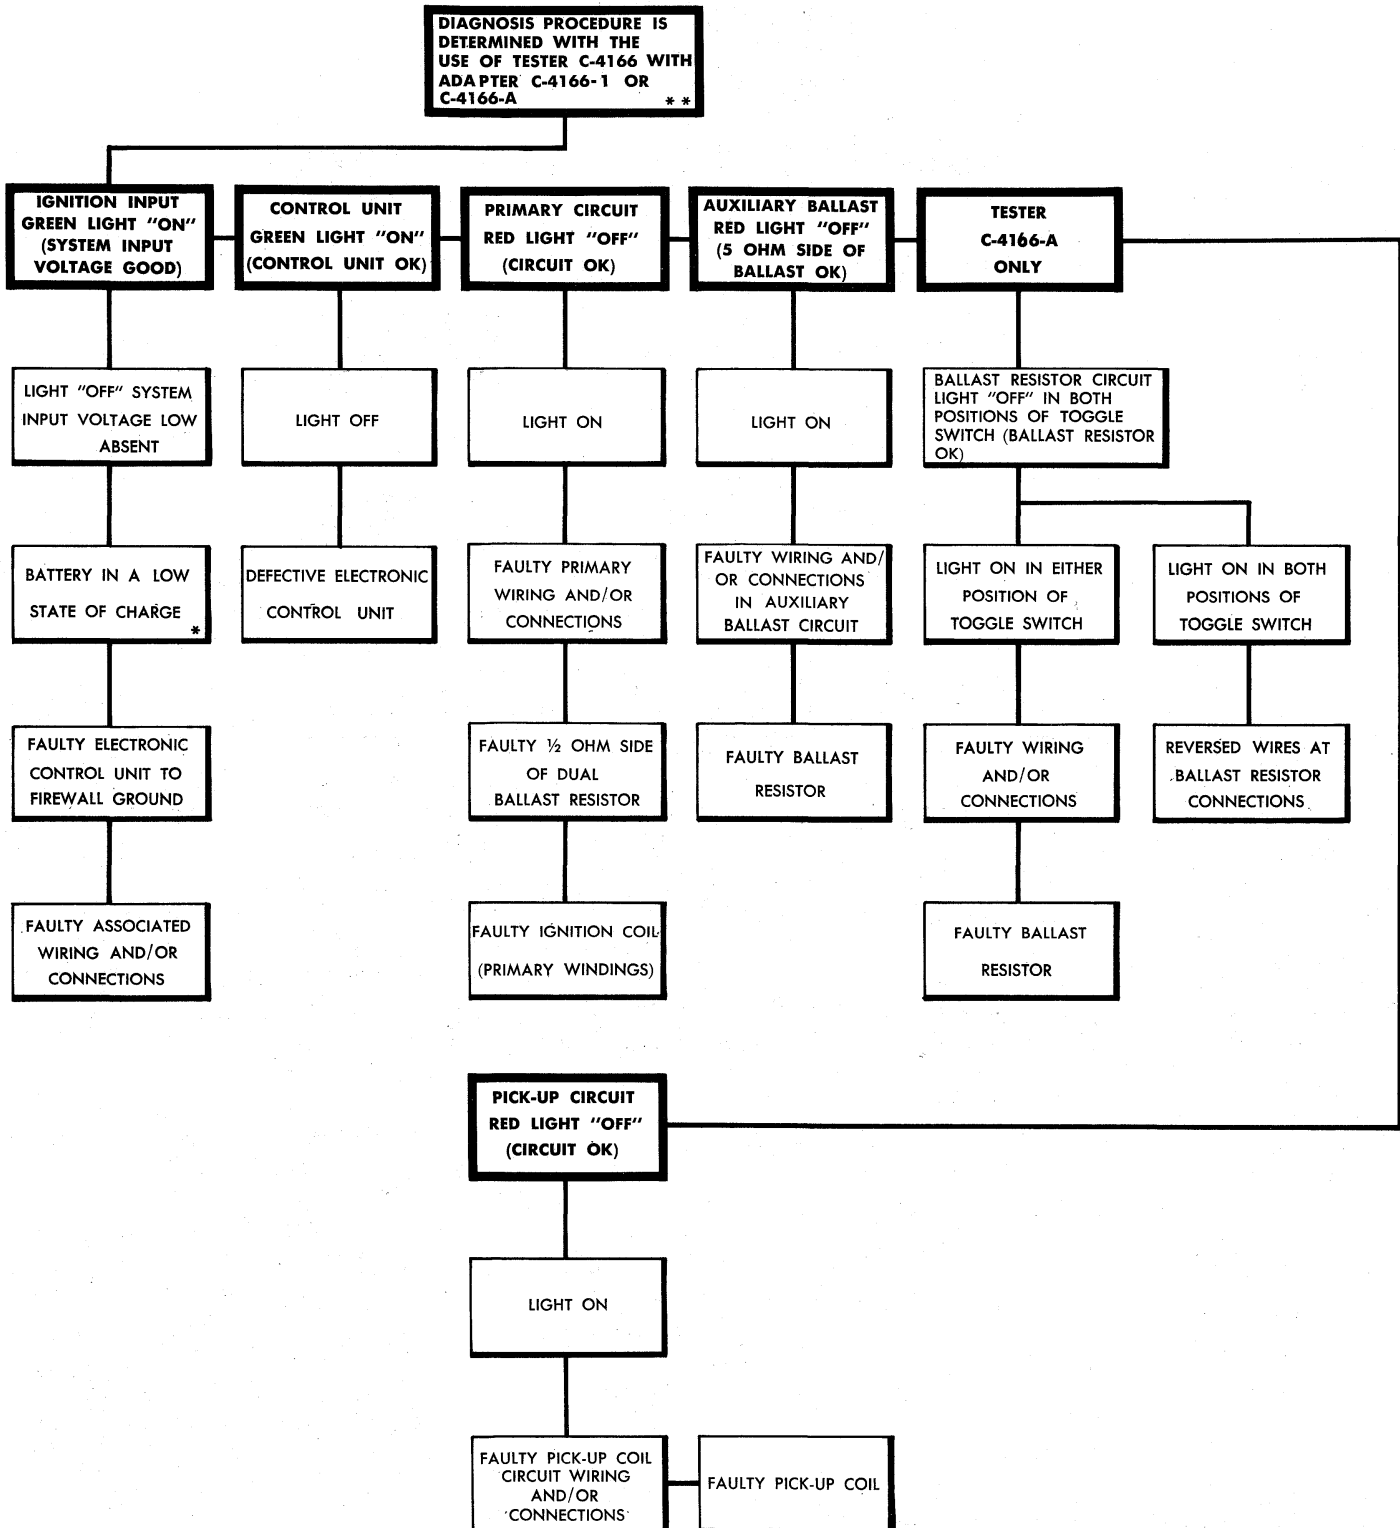 DIAGNOSIS PROCEDURE IS
DETERMINED WITH THE
USE OF TESTER C-4166 WITH
ADAPTER C-4166-1 OR
C-4166-A **
IGNITION INPUT
GREEN LIGHT "ON"
(SYSTEM INPUT
VOLTAGE GOOD)
CONTROL UNIT
GREEN LIGHT "ON"
(CONTROL UNIT OK)
PRIMARY CIRCUIT
RED LIGHT "OFF"
(CIRCUIT OK)
AUXILIARY BALLAST
RED LIGHT "OFF"
(5 OHM SIDE OF
BALLAST OK)
TESTER
C-4166-A
ONLY
LIGHT "OFF" SYSTEM
INPUT VOLTAGE LOW
ABSENT
LIGHT OFF
LIGHT ON
LIGHT ON
BALLAST RESISTOR CIRCUIT
LIGHT "OFF" IN BOTH
POSITIONS OF TOGGLE
SWITCH (BALLAST RESISTOR
OK)
BATTERY IN A LOW
STATE OF CHARGE *
DEFECTIVE ELECTRONIC
CONTROL UNIT
FAULTY PRIMARY
WIRING AND/OR
CONNECTIONS
FAULTY WIRING AND/
OR CONNECTIONS
IN AUXILIARY
BALLAST CIRCUIT
LIGHT ON IN EITHER
POSITION OF
TOGGLE SWITCH
LIGHT ON IN BOTH
POSITIONS OF
TOGGLE SWITCH
FAULTY ELECTRONIC
CONTROL UNIT TO
FIREWALL GROUND
FAULTY ½ OHM SIDE
OF DUAL
BALLAST RESISTOR
FAULTY BALLAST
RESISTOR
FAULTY WIRING
AND/OR
CONNECTIONS
REVERSED WIRES AT
BALLAST RESISTOR
CONNECTIONS
FAULTY ASSOCIATED
WIRING AND/OR
CONNECTIONS
FAULTY IGNITION COIL
(PRIMARY WINDINGS)
FAULTY BALLAST
RESISTOR
PICK-UP CIRCUIT
RED LIGHT "OFF"
(CIRCUIT OK)
LIGHT ON
FAULTY PICK-UP COIL
CIRCUIT WIRING
AND/OR
CONNECTIONS
FAULTY PICK-UP COIL